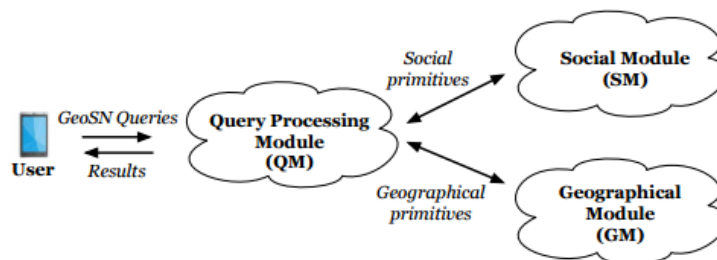 GeoSN Queries
User
Results
Query Processing
Module
(QM)
Social
primitives
Geographical
primitives
Social Module
(SM)
Geographical
Module
(GM)